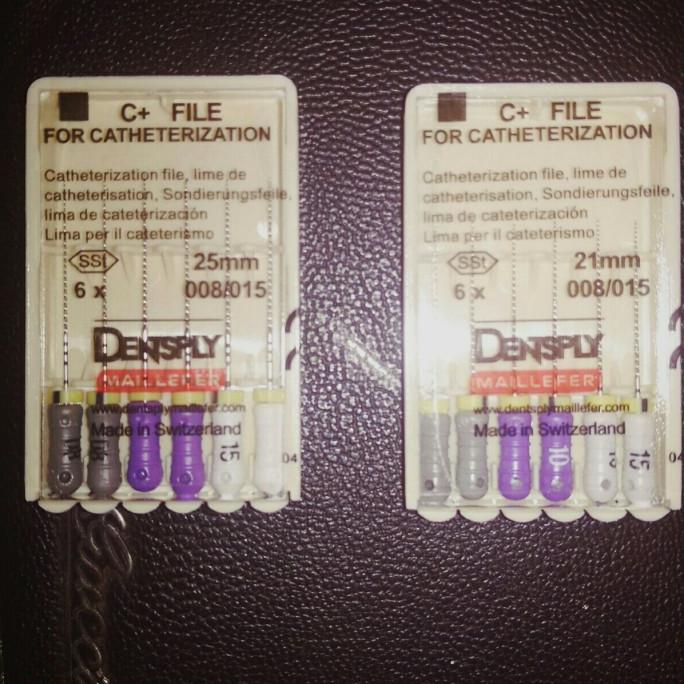 C+ FILE
FOR CATHETERIZATION
Catheterization file, lime de
catheterisation, Sondierungsfeile,
lima de cateterización
Lima per il cateterismo
SSt
25mm
6 x
008/015
DENTSPLY
MAILLEFER
www.dentsplymaillefer.com
Made in Switzerland
15
04
C+ FILE
FOR CATHETERIZATION
Catheterization file, lime de
catheterisation, Sondierungsfeile,
lima de cateterización
Lima per il cateterismo
SSt
21mm
6 x
008/015
DENTSPLY
MAILLEFER
www.dentsplymaillefer.com
Made in Switzerland
10
15
04